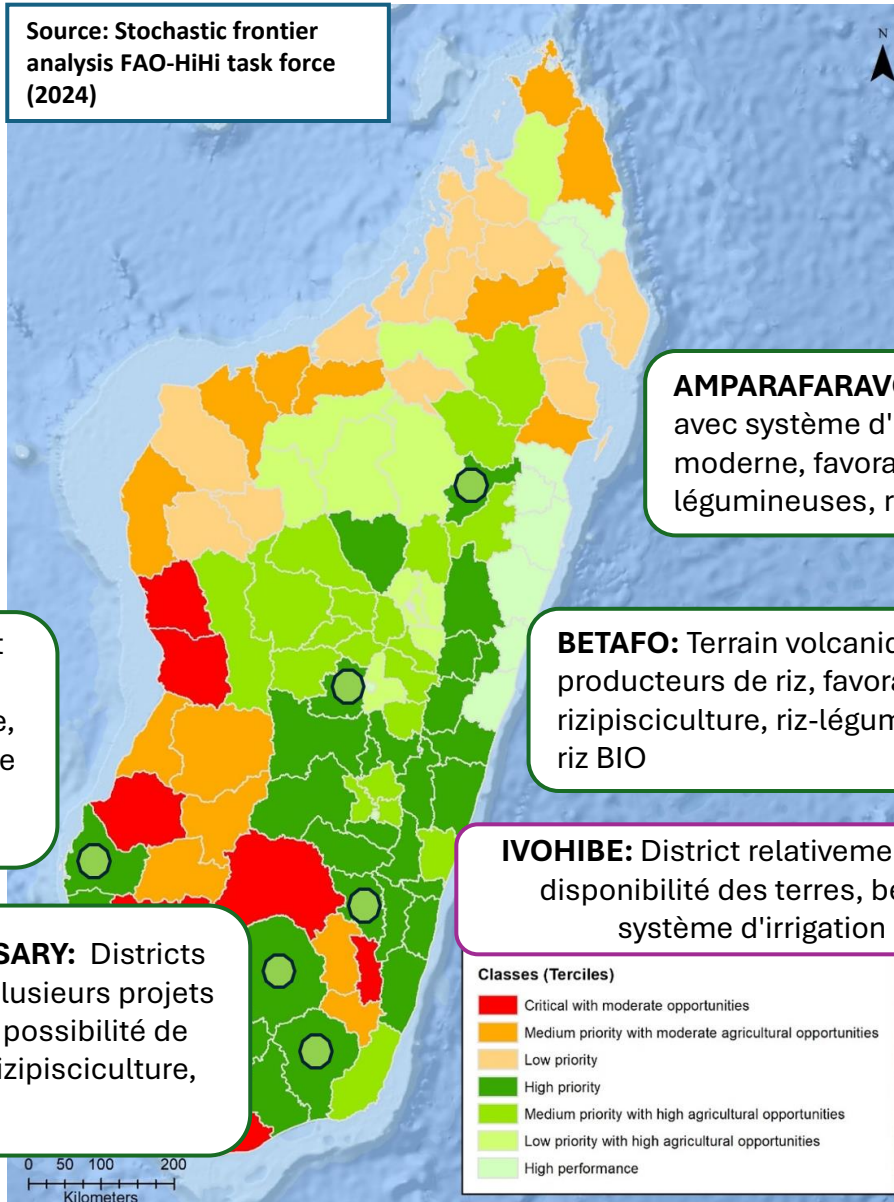 Source: Stochastic frontier
analysis FAO-HiHi task force
(2024)
N
avec système d'
moderne, favora
légumineuses, r
BETAFO: Terrain volcaniq
producteurs de riz, favora
rizipisciculture, riz-légum
riz BIO
IVOHIBE: District relativeme
disponibilité des terres, be
système d'irrigation
t
e,
e
SARY: Districts
lusieurs projets
possibilité de
izipisciculture,
Classes (Terciles)
Critical with moderate opportunities
Medium priority with moderate agricultural opportunities
Low priority
High priority
Medium priority with high agricultural opportunities
Low priority with high agricultural opportunities
High performance
0 50 100 200
Kilometers